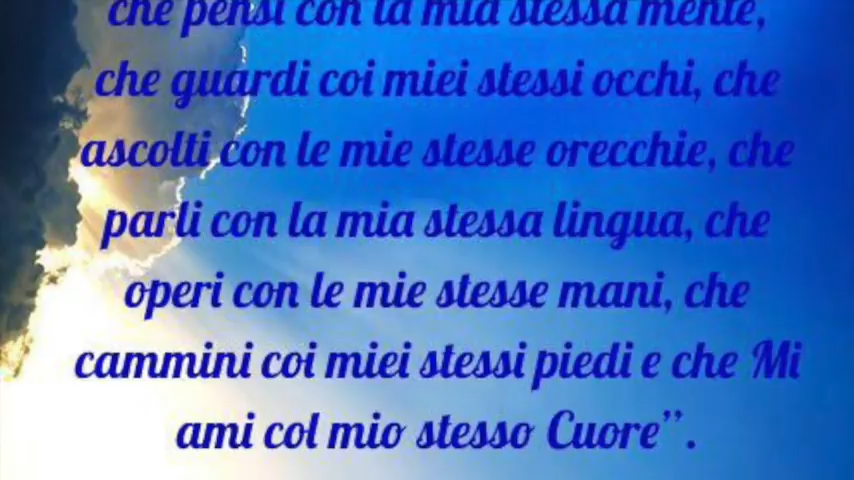 che pensi con la mia stessa mente,
che guardi coi miei stessi occhi, che
ascolti con le mie stesse orecchie, che
parli con la mia stessa lingua, che
operi con le mie stesse mani, che
cammini coi miei stessi piedi e che Mi
ami col mio stesso Cuore”.